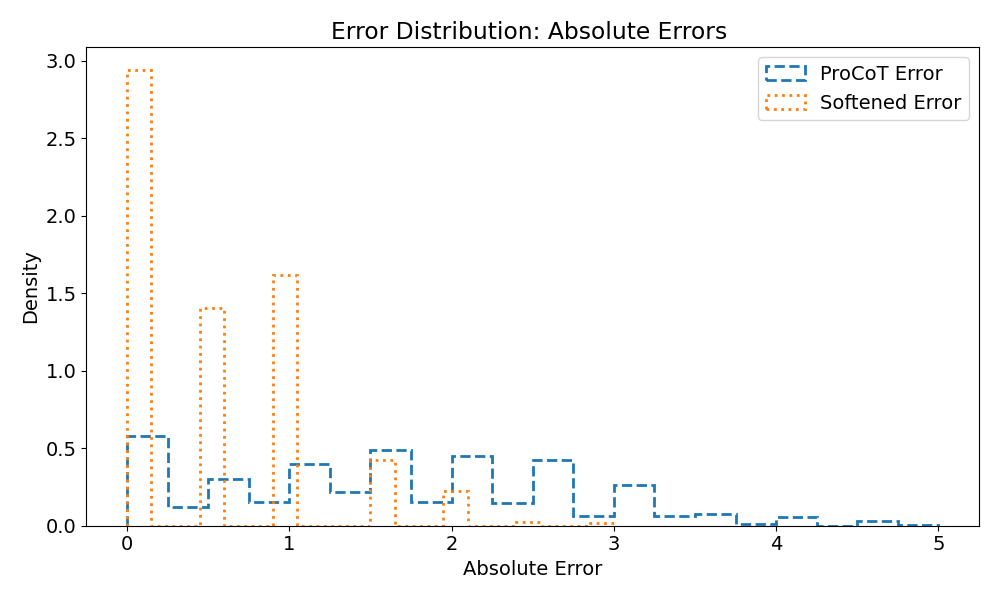 Error Distribution: Absolute Errors
ProCoT Error
Softened Error
Density
3.0
2.5
2.0
1.5
1.0
0.5
0.0
0 1 2 3 4 5
Absolute Error